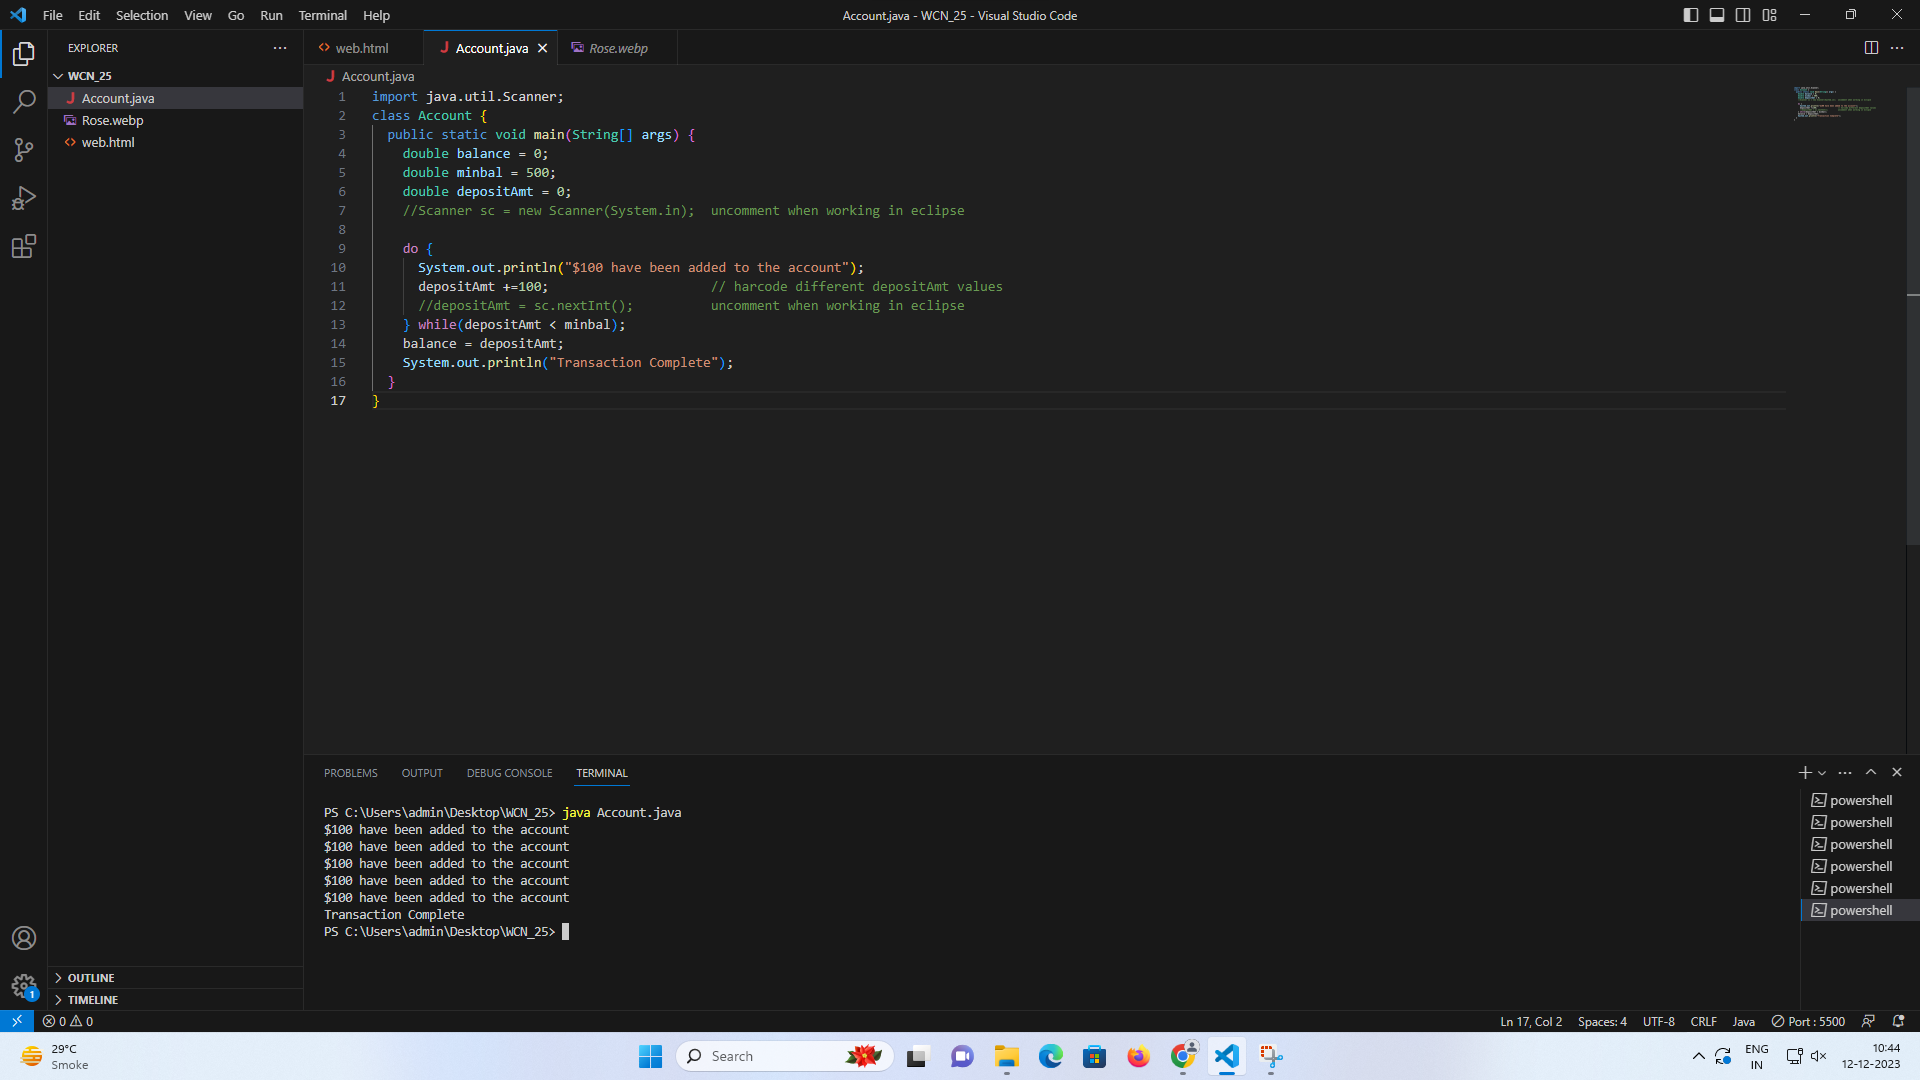 File Edit Selection View Go Run Terminal Help
Account.java - WCN_25 - Visual Studio Code
EXPLORER
WCN_25
Account.java
Rose.webp
web.html
OUTLINE
TIMELINE
web.html
Account.java
Rose.webp
Account.java
1 import java.util.Scanner;
2 class Account {
3 public static void main(String[] args) {
4 double balance = 0;
5 double minbal = 500;
6 double depositAmt = 0;
7 //Scanner sc = new Scanner(System.in);  uncomment when working in eclipse
8
9 do {
10 System.out.println("$100 have been added to the account");
11 depositAmt +=100; // harcode different depositAmt values
12 //depositAmt = sc.nextInt(); uncomment when working in eclipse
13 } while(depositAmt < minbal);
14 balance = depositAmt;
15 System.out.println("Transaction Complete");
16 }
17 }
PROBLEMS OUTPUT DEBUG CONSOLE TERMINAL
PS C:\Users\admin\Desktop\WCN_25> java Account.java
$100 have been added to the account
$100 have been added to the account
$100 have been added to the account
$100 have been added to the account
$100 have been added to the account
Transaction Complete
PS C:\Users\admin\Desktop\WCN_25>
powershell
powershell
powershell
powershell
powershell
powershell
1
0 0
Ln 17, Col 2 Spaces: 4 UTF-8 CRLF Java Port : 5500
29°C
Smoke
Search
ENG
IN
10:44
12-12-2023